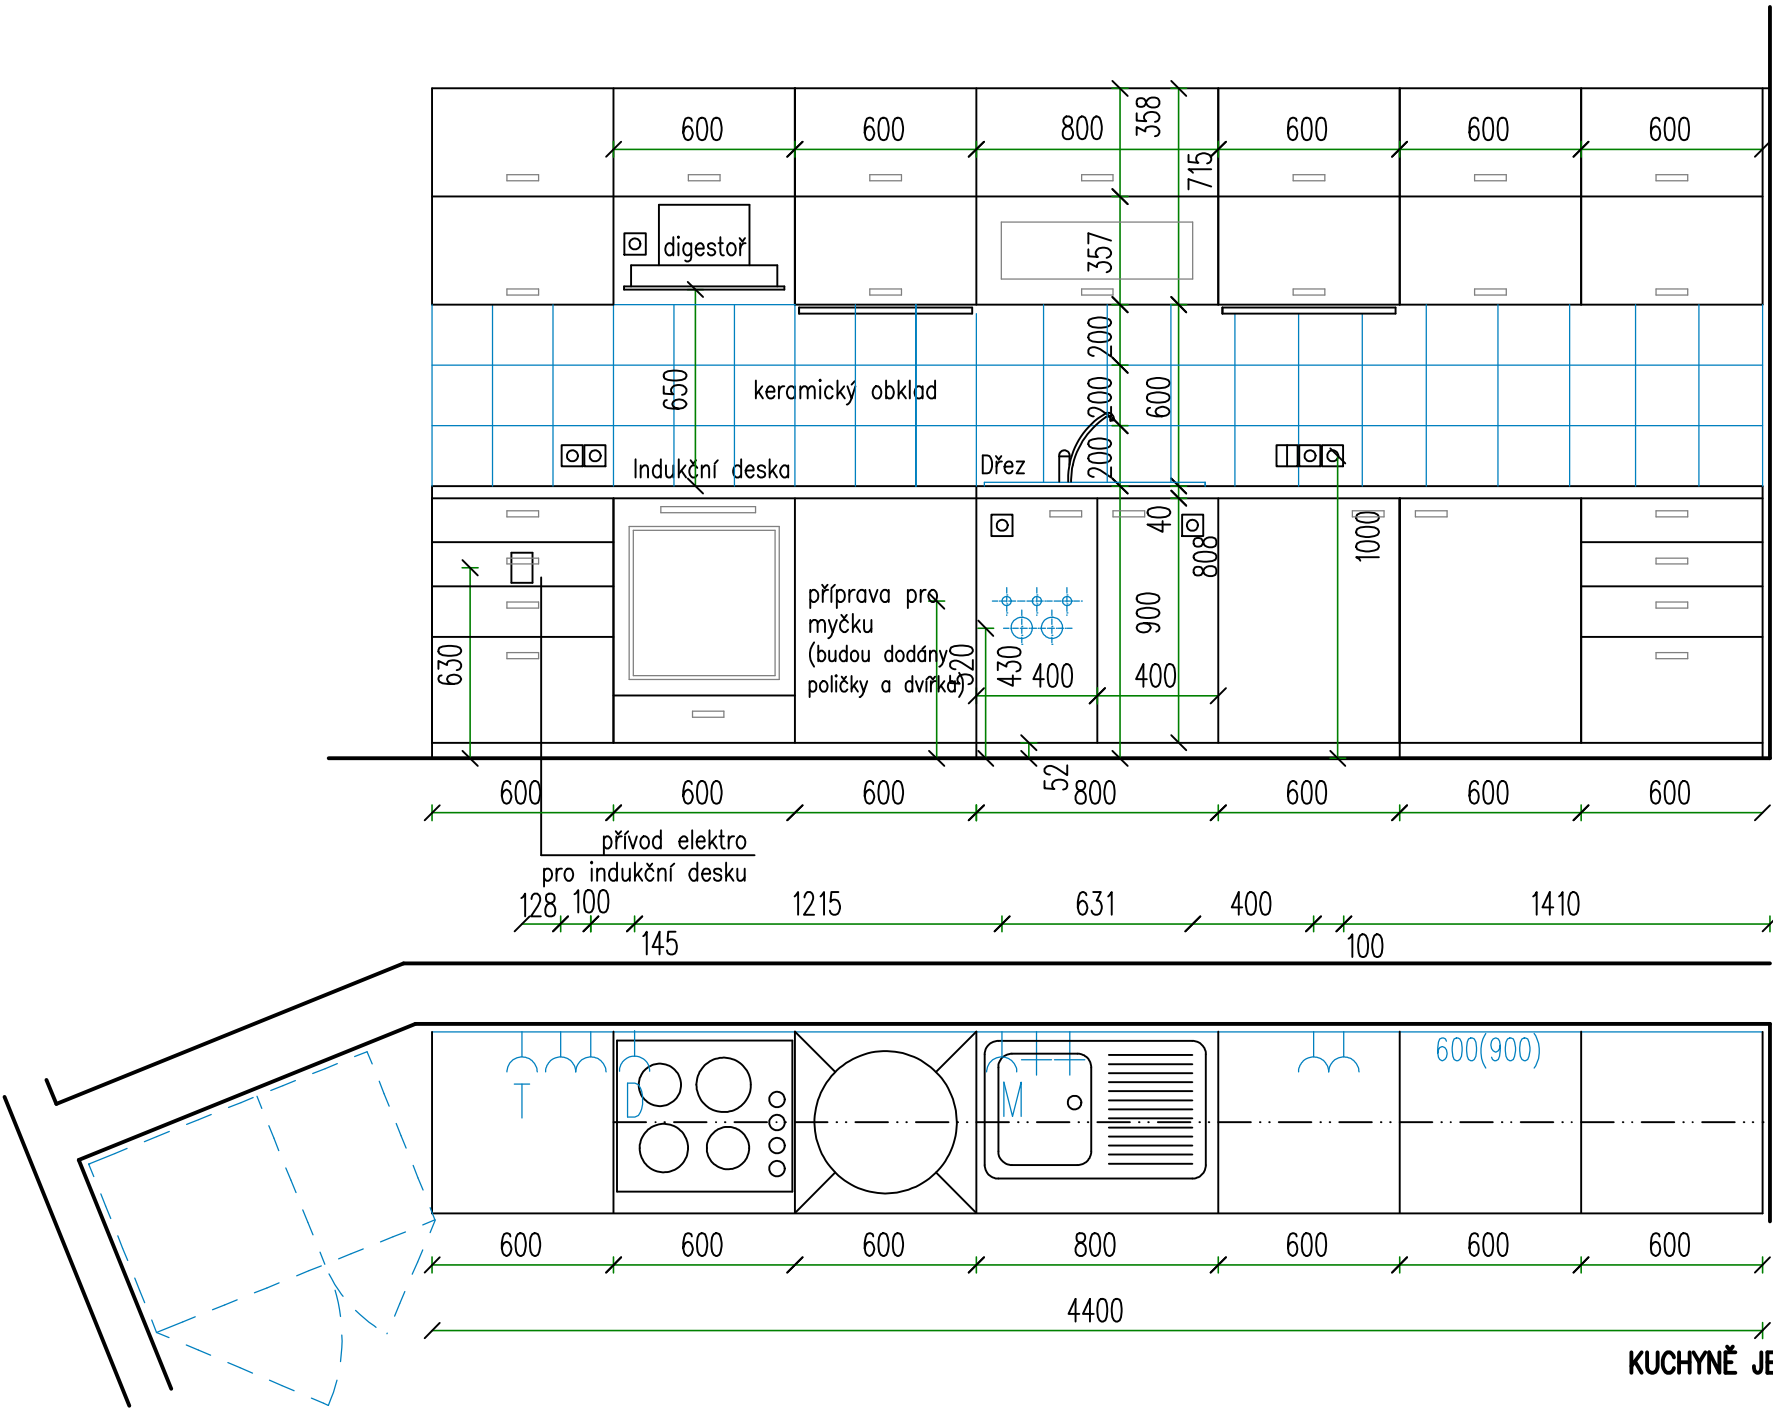 600 600 800 600 600 600
358
715
digestoř
357
200
650
keramický obklad
200
600
Indukční deska
Dřez
200
40
1000
808
příprava pro
myčku
(budou dodány
poličky a dvířka)
900
630
520
430
400
400
52
600 600 600 800 600 600 600
přívod elektro
pro indukční desku
128 100 1215 631 400 1410
145 100
600(900)
T D M
600 600 600 800 600 600 600
4400
KUCHYNĚ